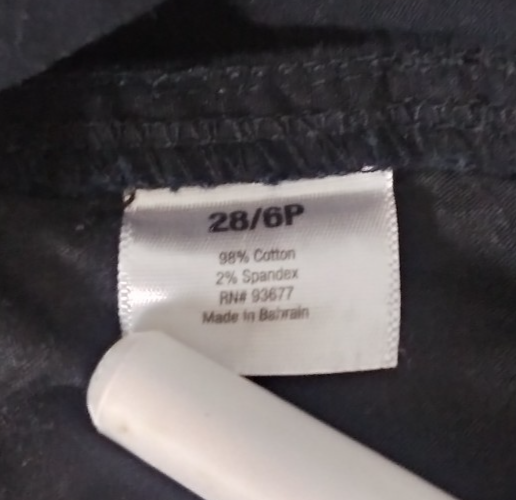 28/6P
98% Cotton
2% Spandex
RN# 93677
Made In Bahrain